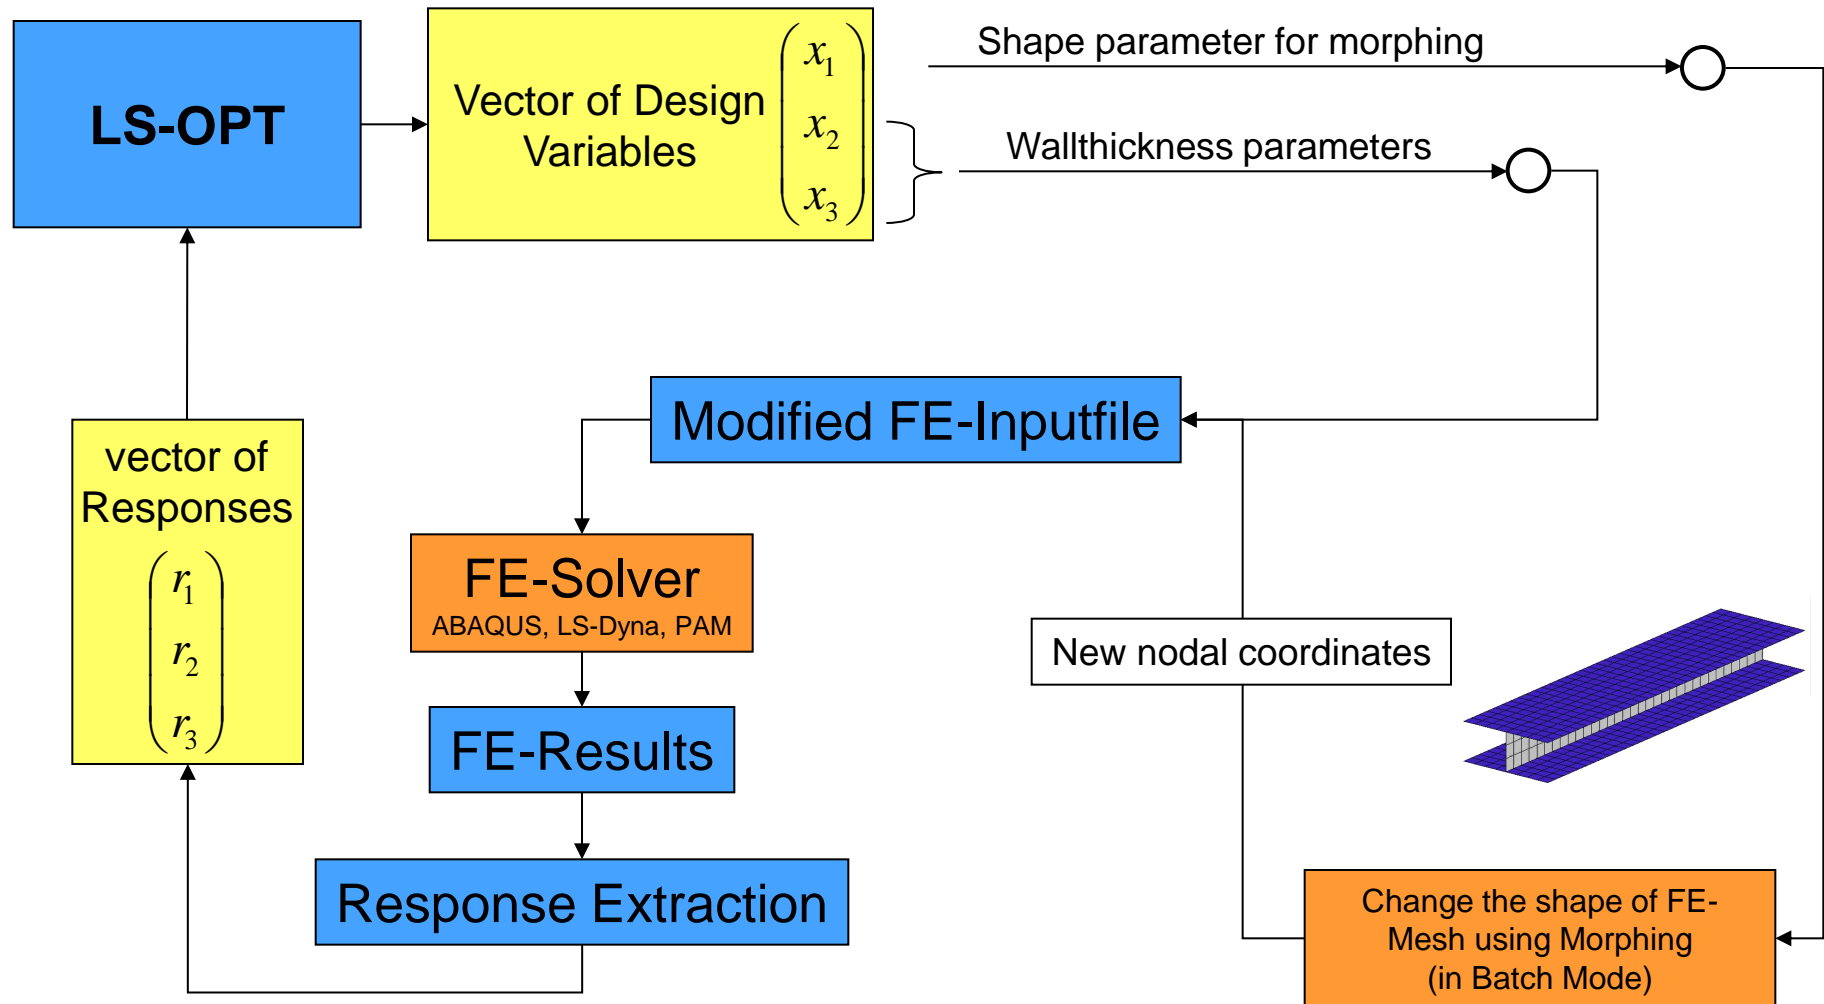 LS-OPT
Vector of Design
Variables
x1
x2
x3
Shape parameter for morphing
Wallthickness parameters
Modified FE-Inputfile
vector of
Responses
r1
r2
r3
FE-Solver
ABAQUS, LS-Dyna, PAM
New nodal coordinates
FE-Results
Response Extraction
Change the shape of FE-
Mesh using Morphing
(in Batch Mode)